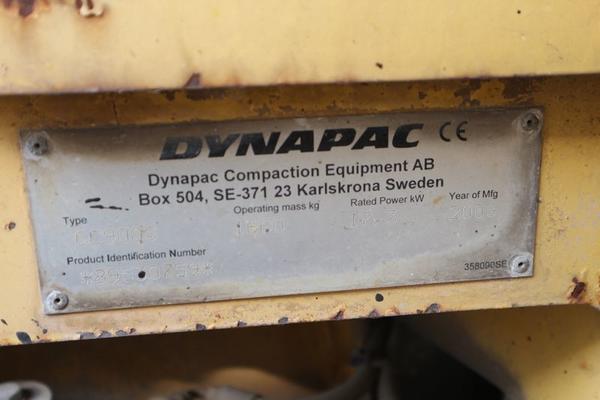 DYNAPAC CE
Dynapac Compaction Equipment AB
Box 504, SE-371 23 Karlskrona Sweden
Type Operating mass kg Rated Power kW Year of Mfg
Product Identification Number
358090SE